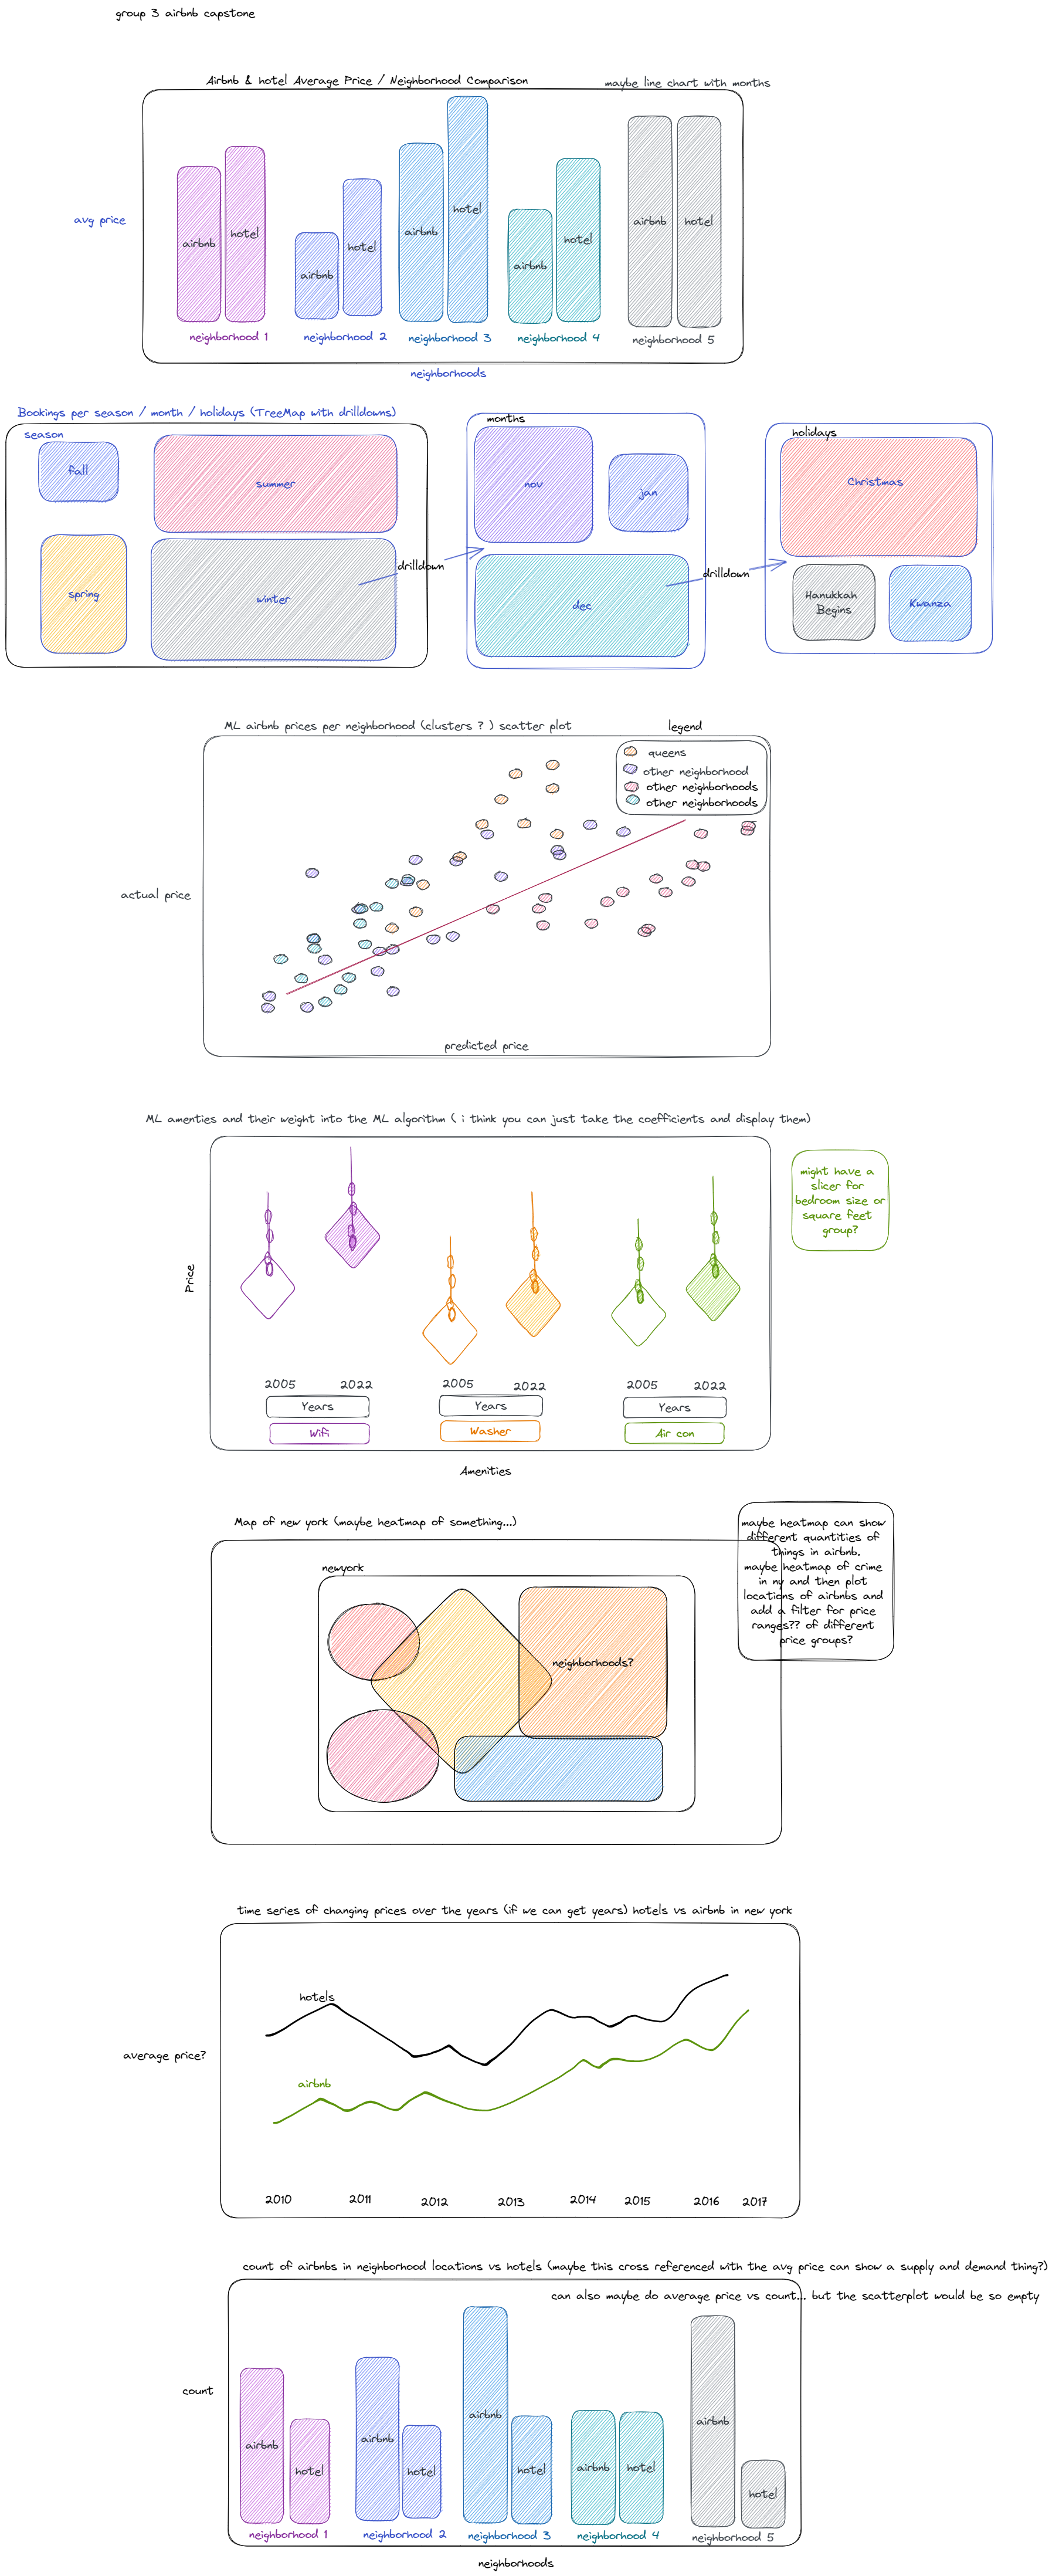 group 3 airbnb capstone
Airbnb & hotel Average Price / Neighborhood Comparison
maybe line chart with months
avg price
airbnb
hotel
airbnb
hotel
airbnb
hotel
airbnb
hotel
airbnb
hotel
neighborhood 1
neighborhood 2
neighborhood 3
neighborhood 4
neighborhood 5
neighborhoods
Bookings per season / month / holidays (TreeMap with drilldowns)
season
fall
summer
spring
winter
drilldown
months
nov
jan
dec
drilldown
holidays
Christmas
Hanukkah
Begins
Kwanza
ML airbnb prices per neighborhood (clusters ? ) scatter plot
legend
queens
other neighborhood
other neighborhoods
other neighborhoods
actual price
predicted price
ML amenties and their weight into the ML algorithm ( i think you can just take the coefficients and display them)
might have a
slicer for
bedroom size or
square feet
group?
Price
2005
2022
2005
2022
2005
2022
Years
Years
Years
Wifi
Washer
Air con
Amenities
Map of new york (maybe heatmap of something...)
maybe heatmap can show
different quantities of
things in airbnb.
maybe heatmap of crime
in ny and then plot
locations of airbnbs and
add a filter for price
ranges?? of different
price groups?
newyork
neighborhoods?
time series of changing prices over the years (if we can get years) hotels vs airbnb in new york
hotels
average price?
airbnb
2010
2011
2012
2013
2014
2015
2016
2017
count of airbnbs in neighborhood locations vs hotels (maybe this cross referenced with the avg price can show a supply and demand thing?)
can also maybe do average price vs count... but the scatterplot would be so empty
count
airbnb
hotel
airbnb
hotel
airbnb
hotel
airbnb
hotel
airbnb
hotel
neighborhood 1
neighborhood 2
neighborhood 3
neighborhood 4
neighborhood 5
neighborhoods